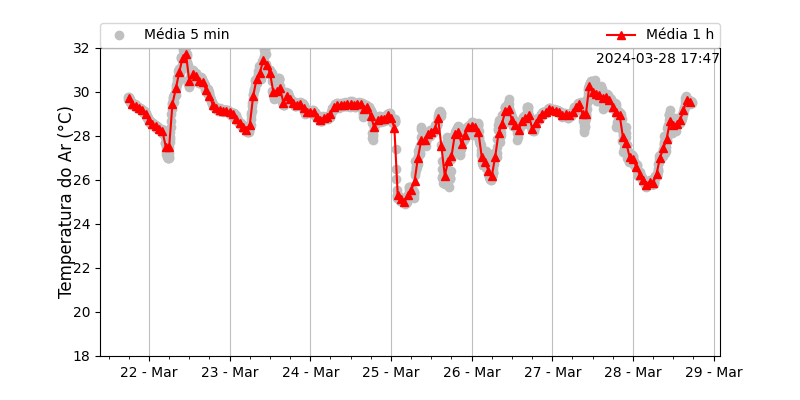 Média 5 min
Média 1 h
2024-03-28 17:47
Temperatura do Ar (°C)
32
30
28
26
24
22
20
18
22 - Mar
23 - Mar
24 - Mar
25 - Mar
26 - Mar
27 - Mar
28 - Mar
29 - Mar